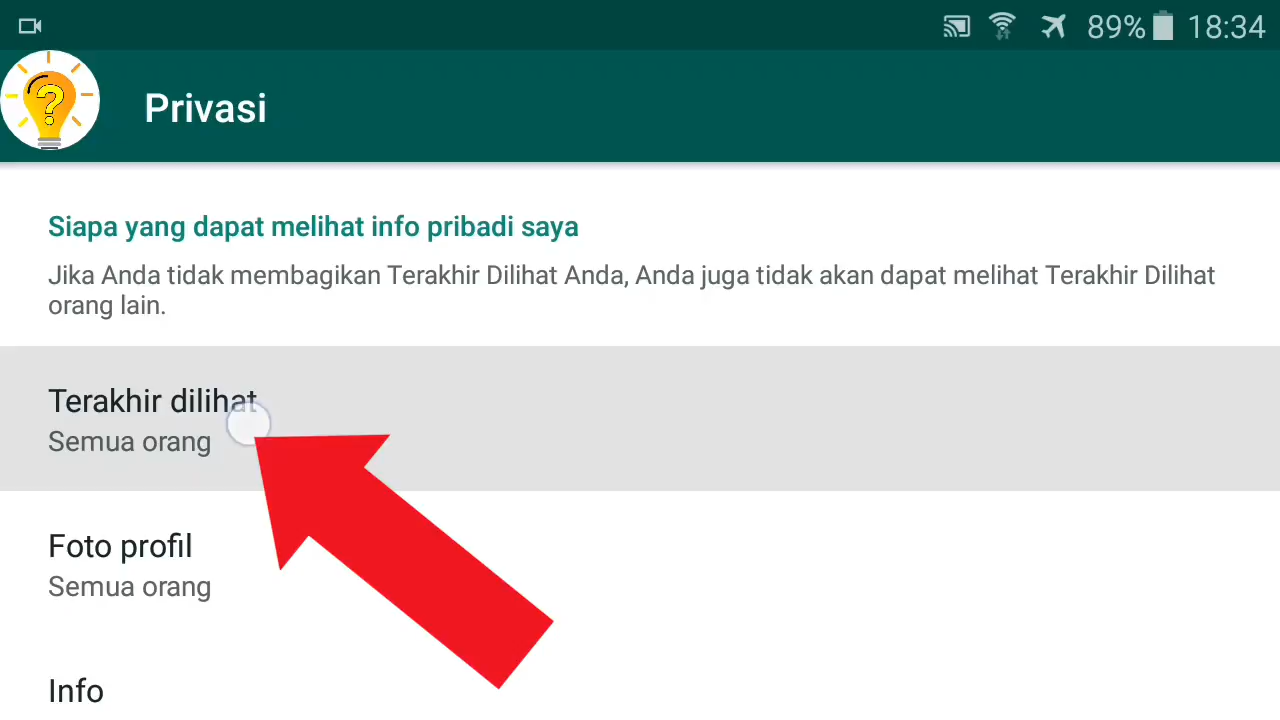 89% 18:34
?
Privasi
Siapa yang dapat melihat info pribadi saya
Jika Anda tidak membagikan Terakhir Dilihat Anda, Anda juga tidak akan dapat melihat Terakhir Dilihat
orang lain.
Terakhir dilihat
Semua orang
Foto profil
Semua orang
Info